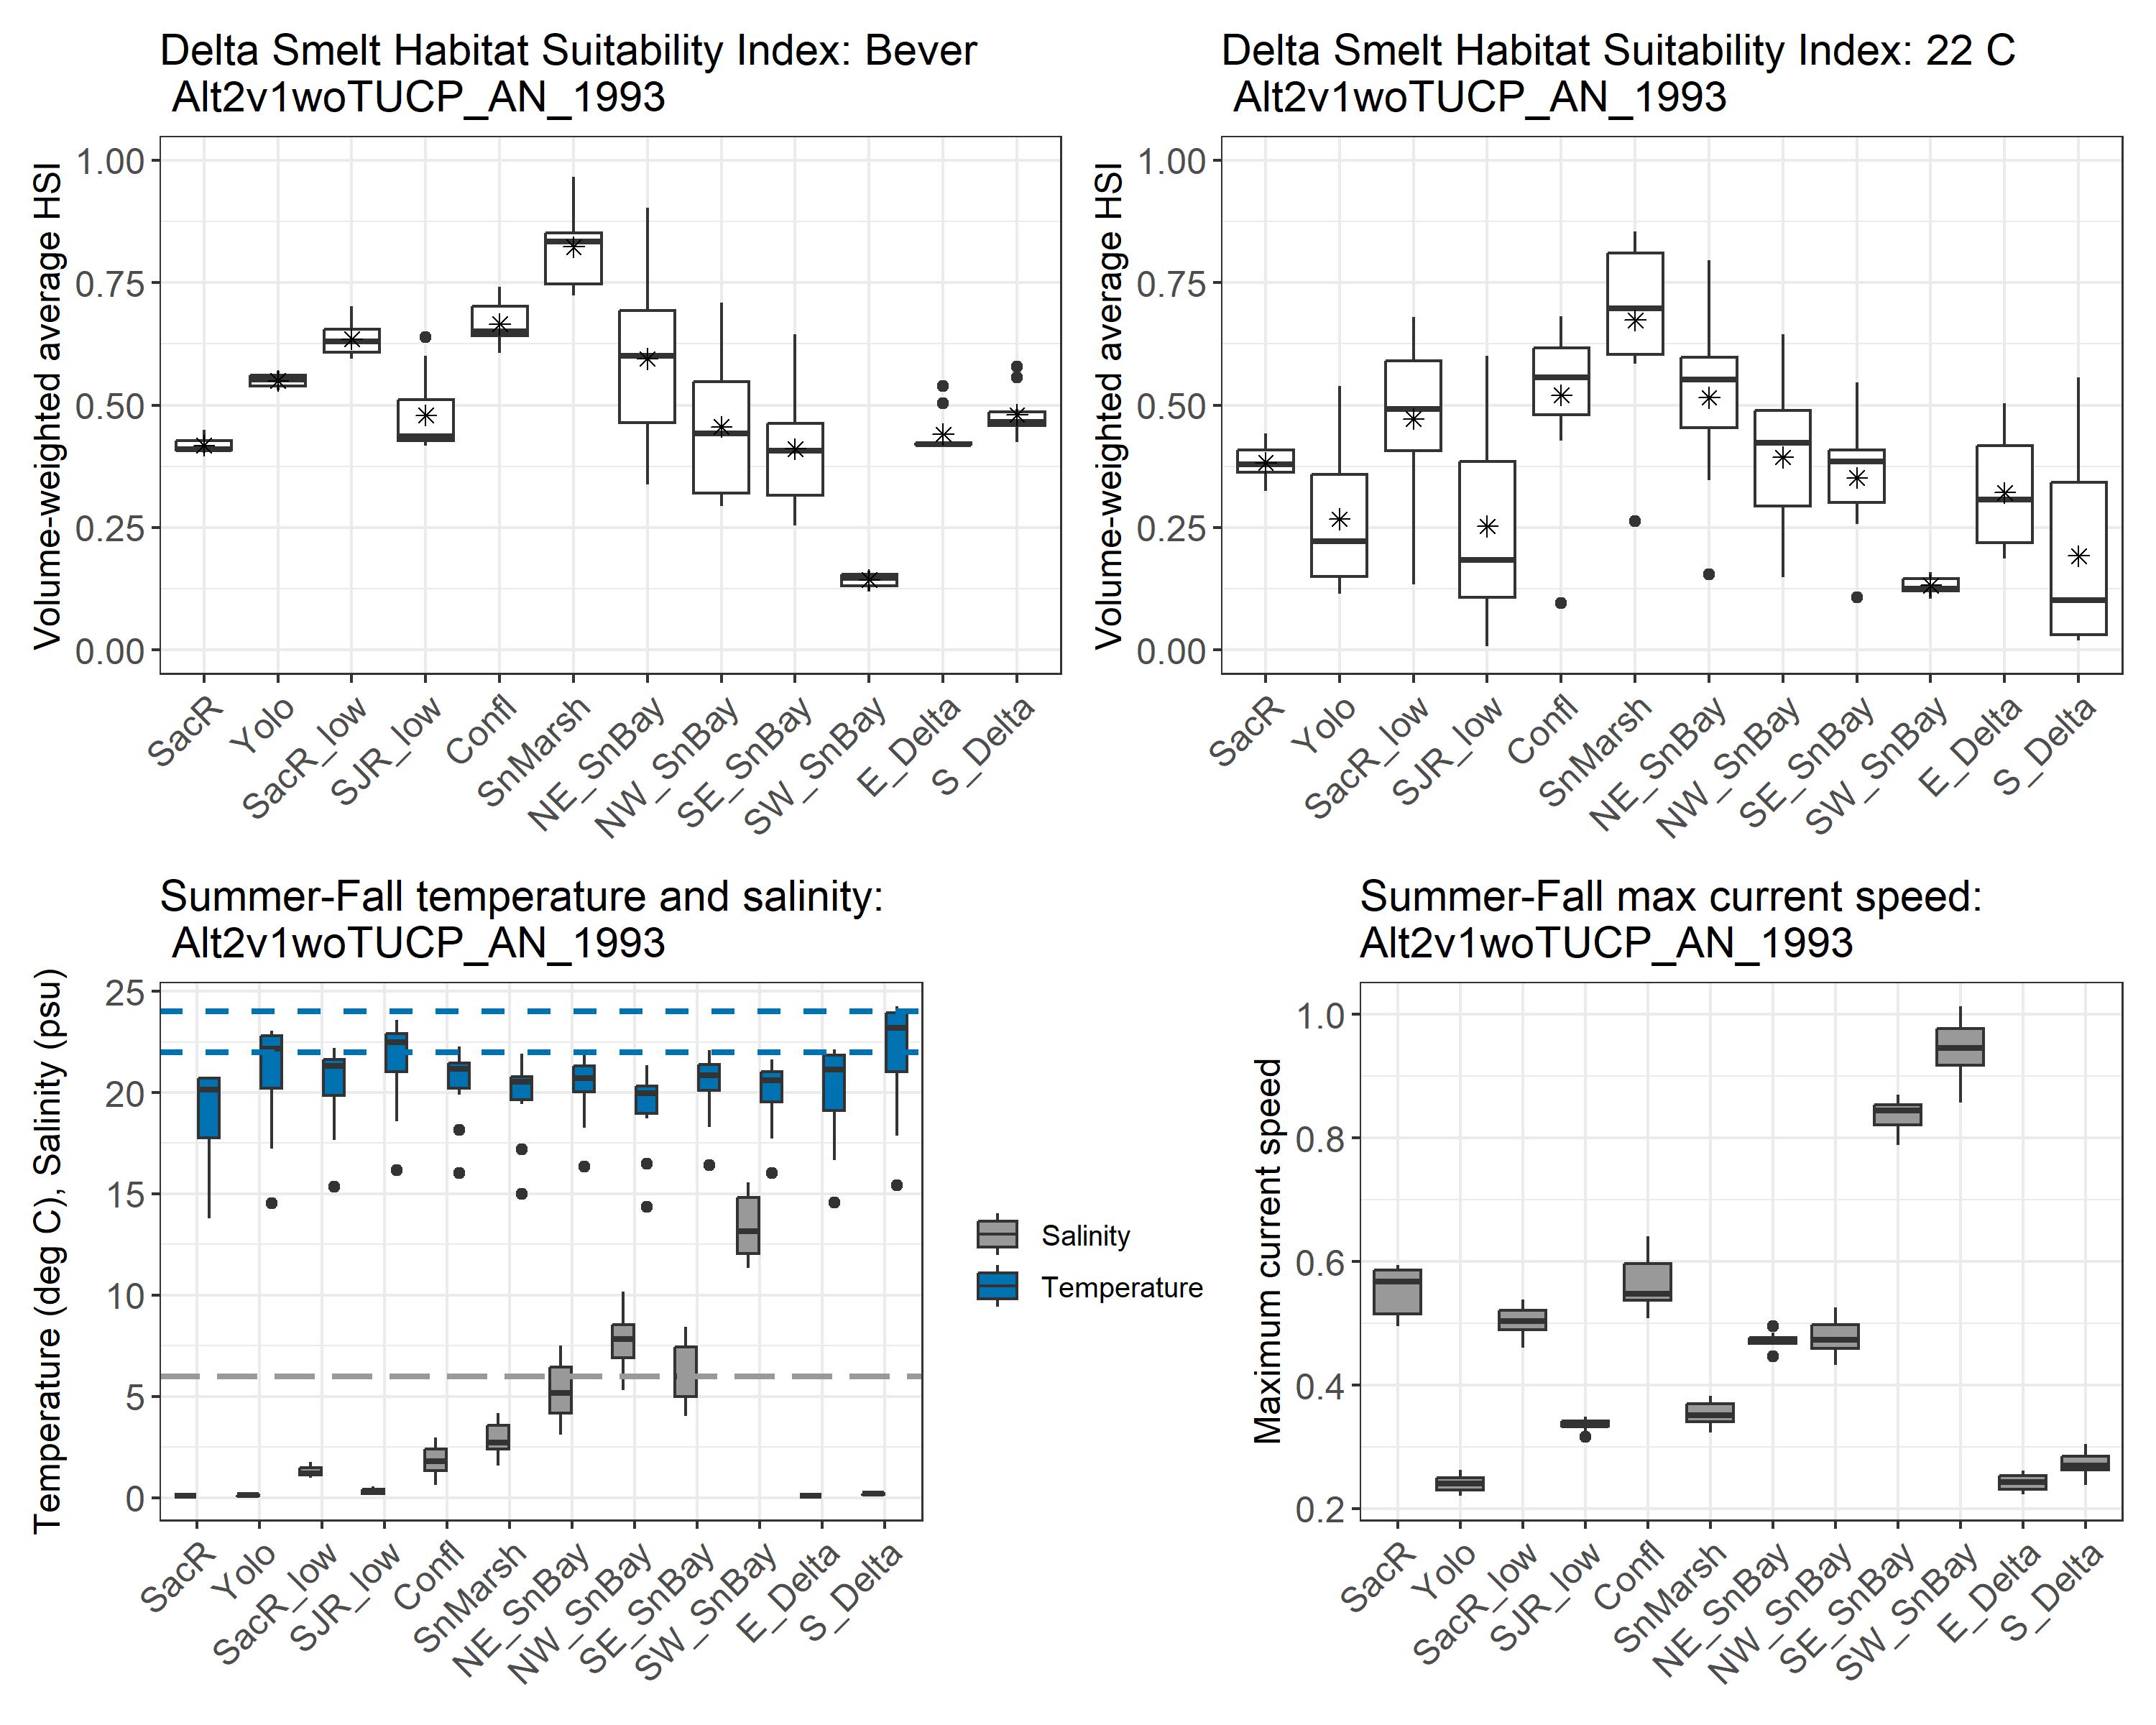 Delta Smelt Habitat Suitability Index: Bever
Alt2v1woTUCP_AN_1993
Volume-weighted average HSI
1.00
0.75
0.50
0.25
0.00
SacR
Yolo
SacR_low
SJR_low
Confl
SnMarsh
NE_SnBay
NW_SnBay
SE_SnBay
SW_SnBay
E_Delta
S_Delta
Delta Smelt Habitat Suitability Index: 22 C
Alt2v1woTUCP_AN_1993
Volume-weighted average HSI
1.00
0.75
0.50
0.25
0.00
SacR
Yolo
SacR_low
SJR_low
Confl
SnMarsh
NE_SnBay
NW_SnBay
SE_SnBay
SW_SnBay
E_Delta
S_Delta
Summer-Fall temperature and salinity:
Alt2v1woTUCP_AN_1993
Temperature (deg C), Salinity (psu)
25
20
15
10
5
0
SacR
Yolo
SacR_low
SJR_low
Confl
SnMarsh
NE_SnBay
NW_SnBay
SE_SnBay
SW_SnBay
E_Delta
S_Delta
Salinity
Temperature
Summer-Fall max current speed:
Alt2v1woTUCP_AN_1993
Maximum current speed
1.0
0.8
0.6
0.4
0.2
SacR
Yolo
SacR_low
SJR_low
Confl
SnMarsh
NE_SnBay
NW_SnBay
SE_SnBay
SW_SnBay
E_Delta
S_Delta